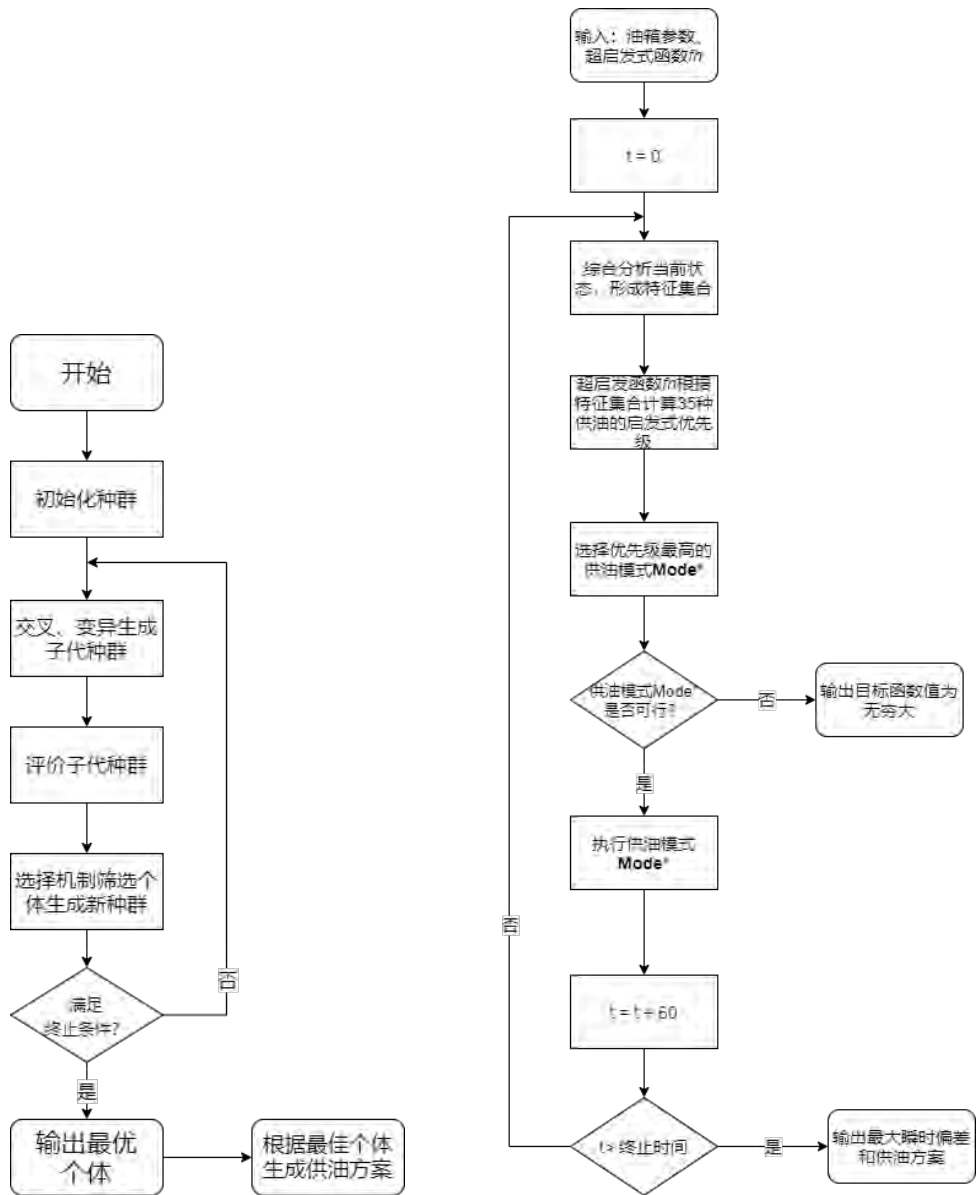 开始
初始化种群
交叉、变异生成
子代种群
评价子代种群
选择机制筛选个
体生成新种群
满足
终止条件?
否
是
输出最优
个体
根据最佳个体
生成供油方案
输入：油箱参数、
超启发式函数fn
t = 0
综合分析当前状
态，形成特征集合
超启发函数fn根据
特征集合计算35种
供油的启发式优先
级
选择优先级最高的
供油模式Mode*
供油模式Mode*
是否可行?
否
输出目标函数值为
无穷大
是
执行供油模式
Mode*
t = t + 60
否
t> 终止时间
是
输出最大瞬时偏差
和供油方案